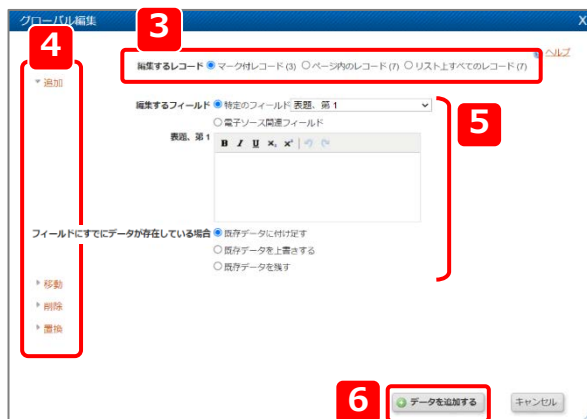 グローバル編集 X
3
4
ヘルプ
編集するレコード マーク付レコード (3) ページ内のレコード (7) リスト上すべてのレコード (7)
追加
編集するフィールド 特定のフィールド 表題、第 1
電子ソース関連フィールド
5
表題、第 1
B I U ×₂ ×²
フィールドにすでにデータが存在している場合 既存データに付け足す
既存データを上書きする
既存データを残す
移動
削除
置換
6
データを追加する キャンセル